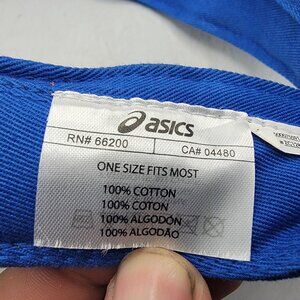 asics
RN# 66200 CA# 04480
ONE SIZE FITS MOST
100% COTTON
100% COTON
100% ALGODÓN
100% ALGODÃO